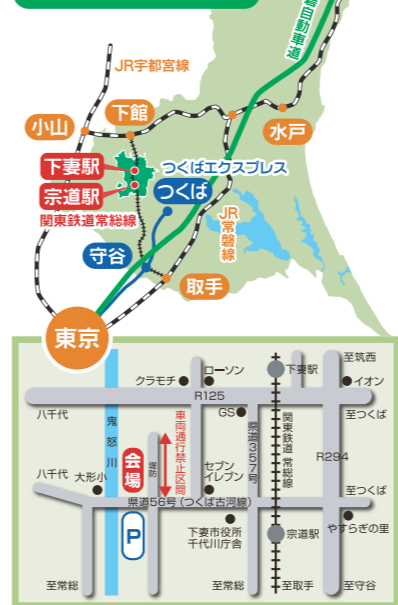 自動車道
JR宇都宮線
小山
下館
水戸
下妻駅
宗道駅
つくばエクスプレス
つくば
関東鉄道常総線
JR常磐線
守谷
取手
東京
クラモチ
ローソン
下妻駅
至筑西
イオン
R125
八千代
鬼怒川
GS
県道357号
関東鉄道 常総線
至つくば
R294
会場
堤防
車両通行禁止区間
八千代
大形小
セブンイレブン
至つくば
県道56号(つくば古河線)
P
下妻市役所
千代川庁舎
宗道駅
やすらぎの里
至常総
至常総
至取手
至守谷